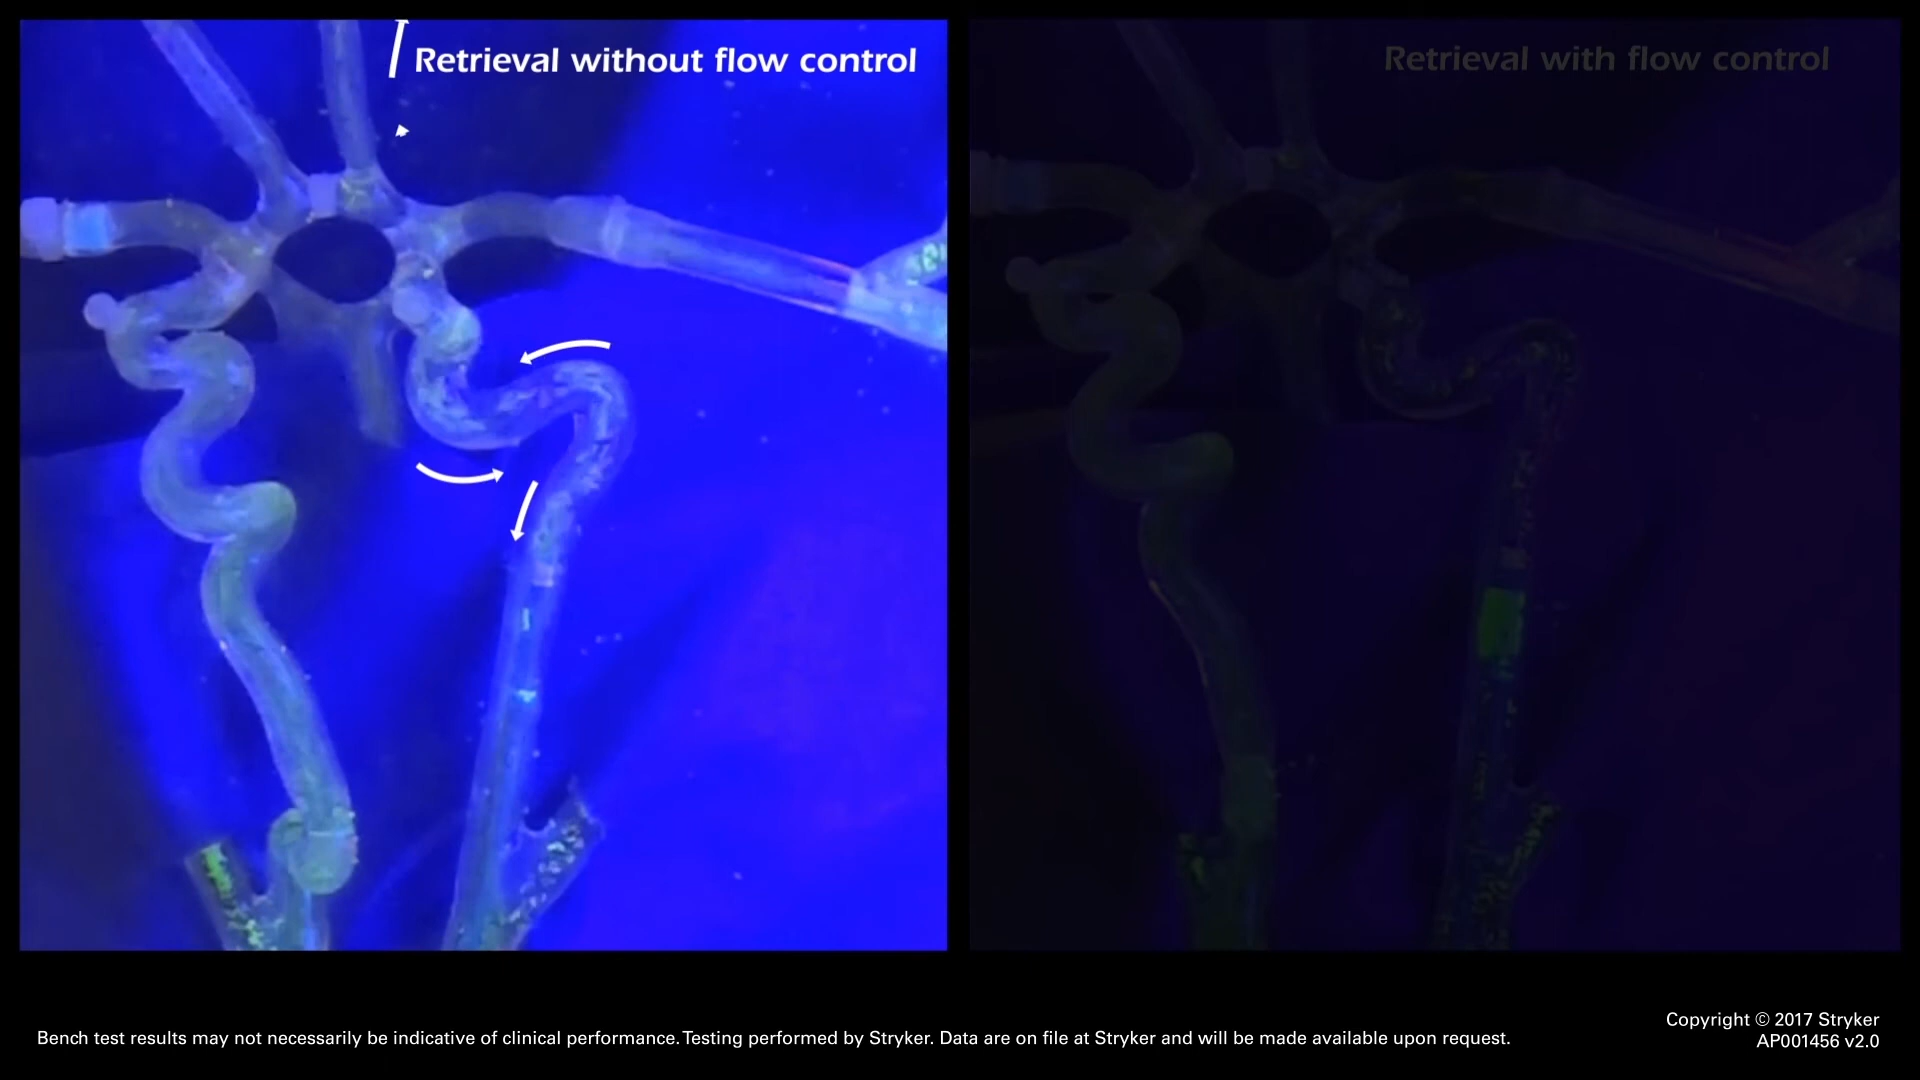 Retrieval without flow control
Retrieval with flow control
Bench test results may not necessarily be indicative of clinical performance. Testing performed by Stryker. Data are on file at Stryker and will be made available upon request.
Copyright © 2017 Stryker
AP001456 v2.0